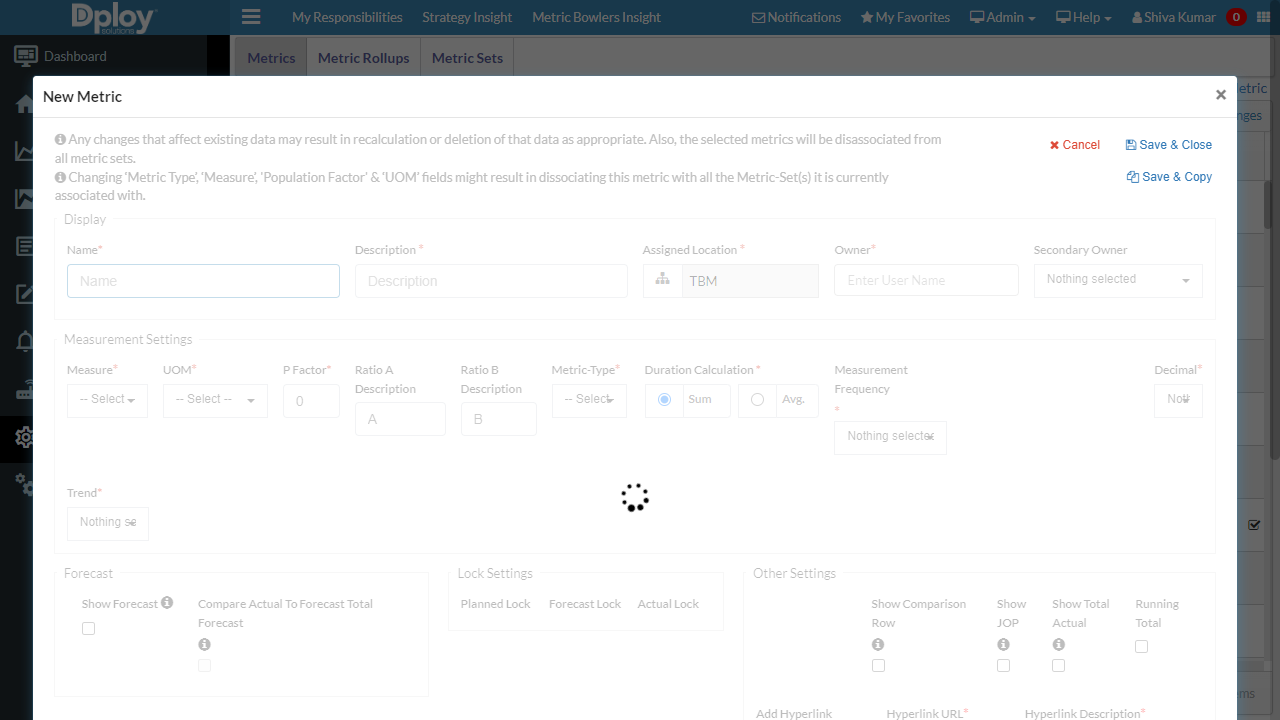 Dploy
solutions
My Responsibilities
Strategy Insight
Metric Bowlers Insight
Notifications
My Favorites
Admin
Help
Shiva Kumar
0
Dashboard
Metrics
Metric Rollups
Metric Sets
etric
nges
New Metric
×
Any changes that affect existing data may result in recalculation or deletion of that data as appropriate. Also, the selected metrics will be disassociated from
all metric sets.
Changing 'Metric Type', 'Measure', 'Population Factor' & 'UOM' fields might result in dissociating this metric with all the Metric-Set(s) it is currently
associated with.
Cancel
Save & Close
Save & Copy
Display
Name*
Description *
Assigned Location *
Owner*
Secondary Owner
Name
Description
TBM
Enter User Name
Nothing selected
Measurement Settings
Measure*
UOM*
P Factor*
Ratio A
Description
Ratio B
Description
Metric-Type*
Duration Calculation *
Measurement
Frequency
*
Decimal*
-- Select
-- Select --
0
A
B
-- Select
Sum
Avg.
Nothing selected
Trend*
Nothing se
Forecast
Show Forecast
Compare Actual To Forecast Total
Forecast
Lock Settings
Planned Lock
Forecast Lock
Actual Lock
Other Settings
Show Comparison
Row
Show
JOP
Show Total
Actual
Running
Total
Add Hyperlink
Hyperlink URL*
Hyperlink Description*
ems